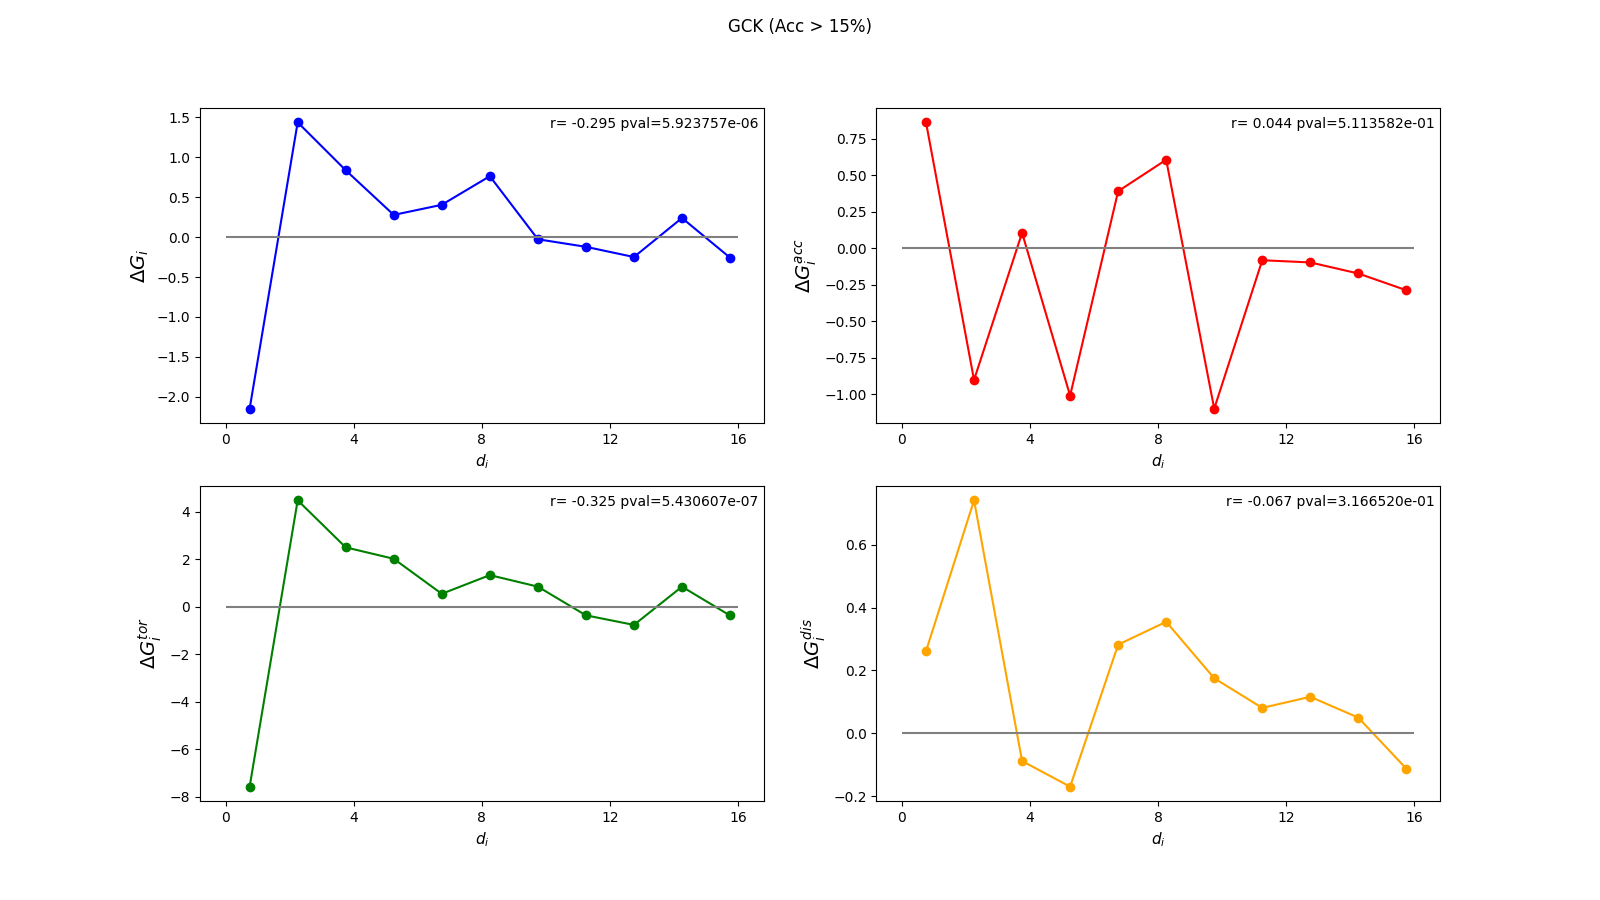 GCK (Acc > 15%)
r= -0.295 pval=5.923757e-06
1.5
1.0
0.5
0.0
−0.5
−1.0
−1.5
−2.0
ΔG_i
0 4 8 12 16
d_i
r= 0.044 pval=5.113582e-01
0.75
0.50
0.25
0.00
−0.25
−0.50
−0.75
−1.00
ΔG_i^{acc}
0 4 8 12 16
d_i
r= -0.325 pval=5.430607e-07
4
2
0
−2
−4
−6
−8
ΔG_i^{tor}
0 4 8 12 16
d_i
r= -0.067 pval=3.166520e-01
0.6
0.4
0.2
0.0
−0.2
ΔG_i^{dis}
0 4 8 12 16
d_i